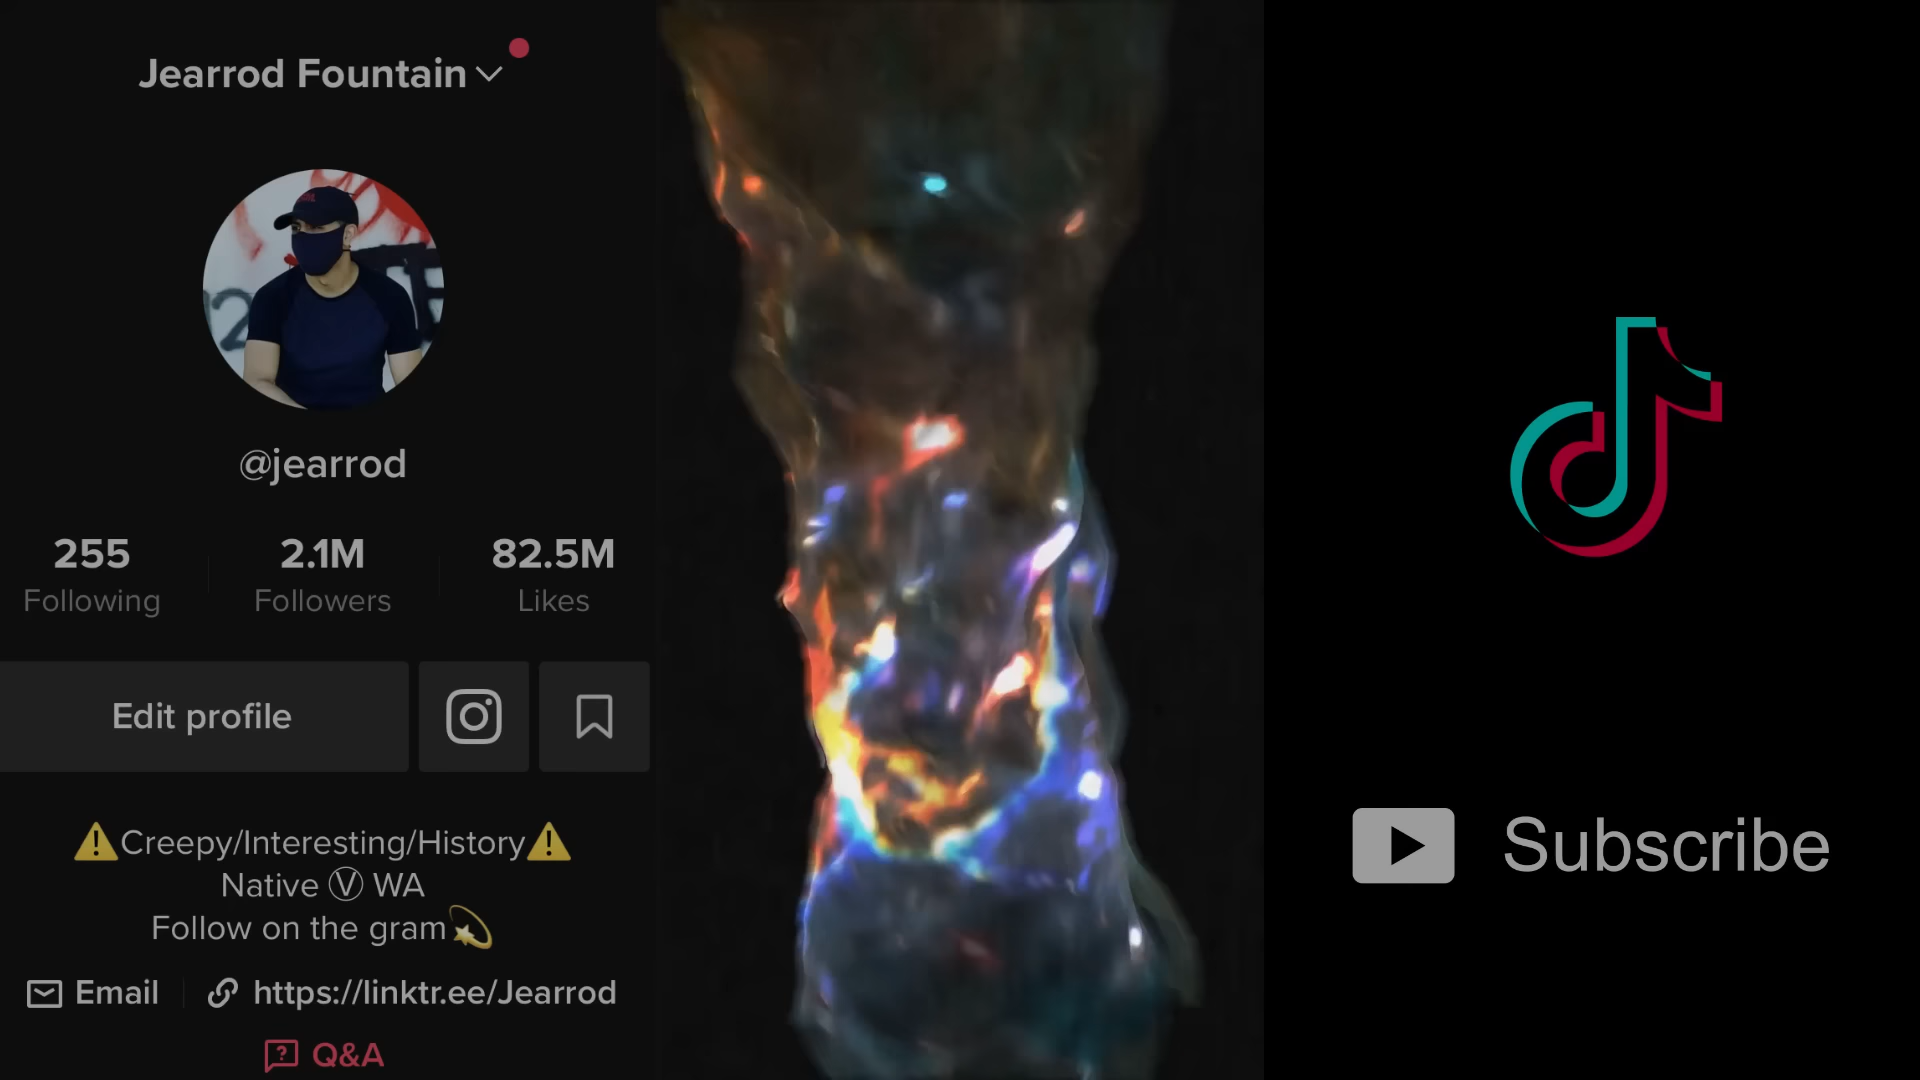 Jearrod Fountain
@jearrod
255 2.1M 82.5M
Following Followers Likes
Edit profile
Creepy/Interesting/History
Native Ⓥ WA
Follow on the gram
Email https://linktr.ee/Jearrod
Q&A
Subscribe